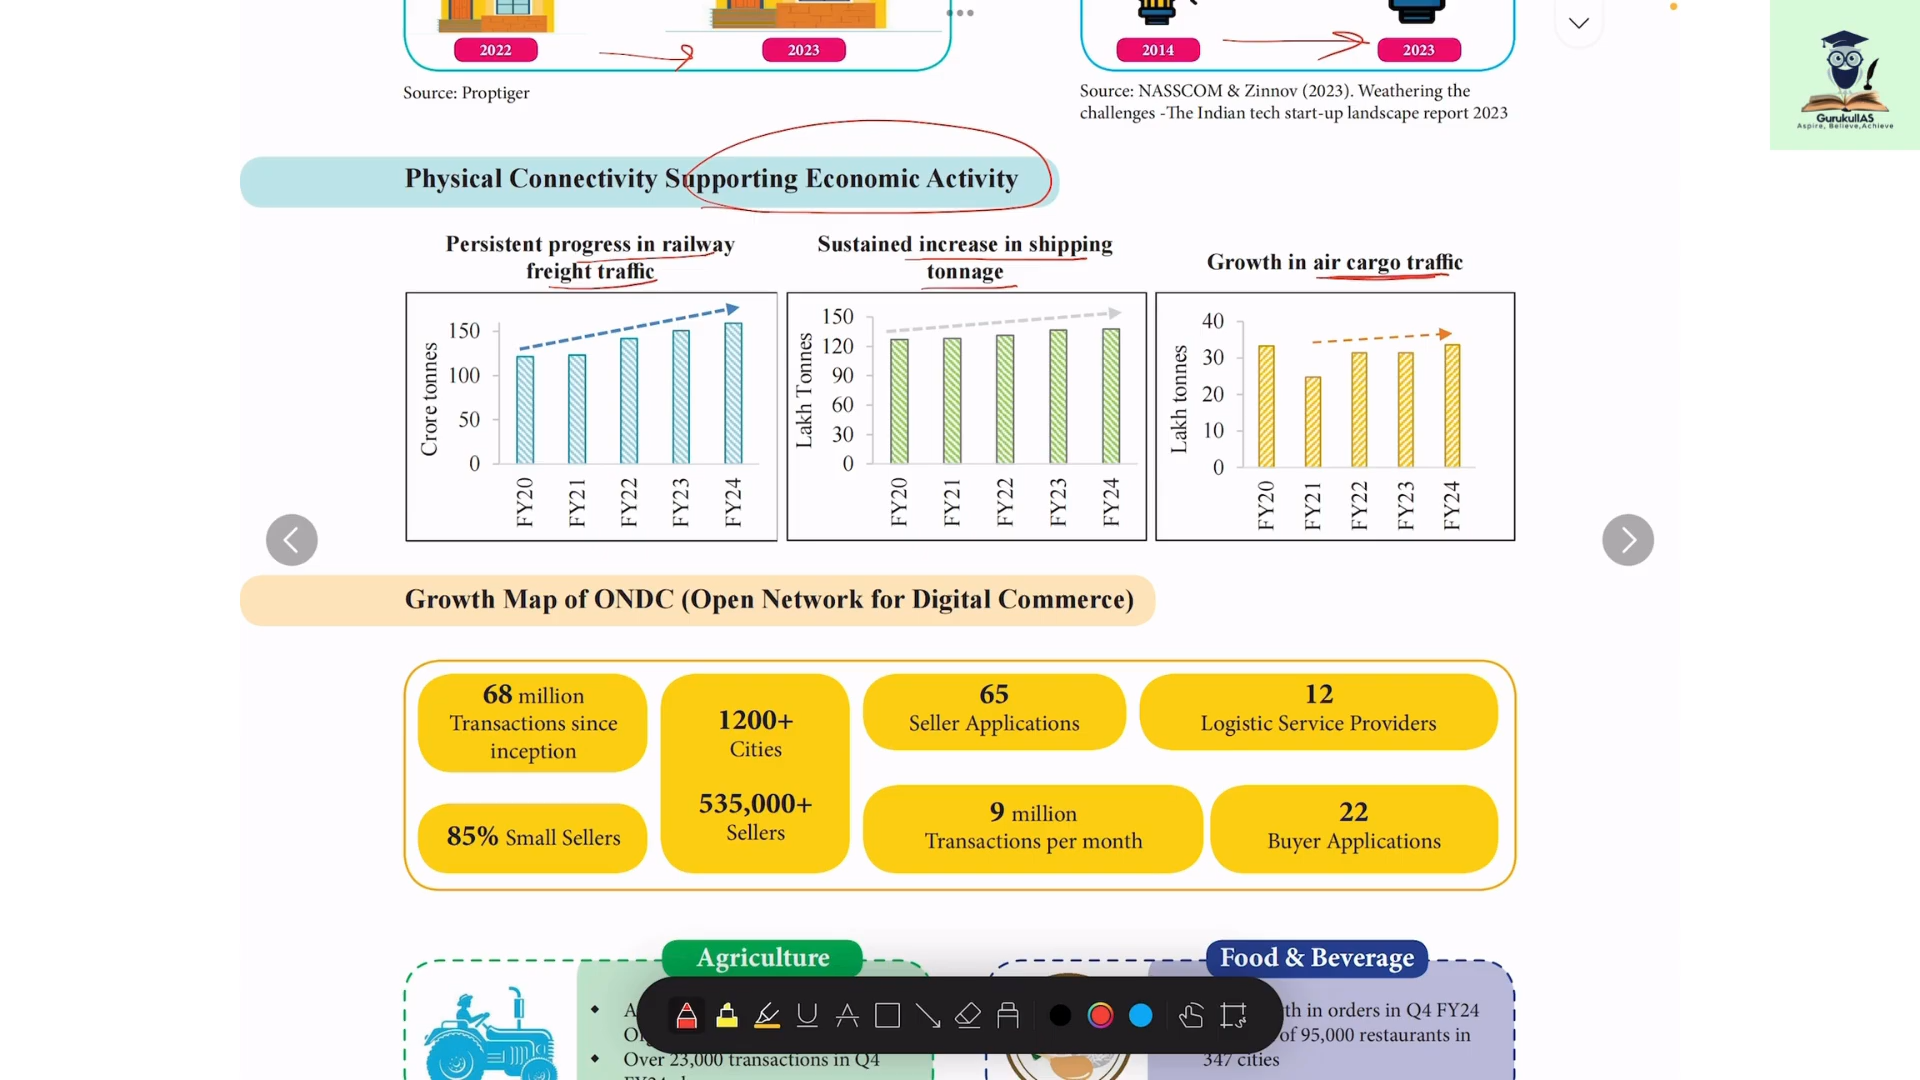 2022
2023
2014
2023
Source: Proptiger
Source: NASSCOM & Zinnov (2023). Weathering the
challenges -The Indian tech start-up landscape report 2023
GurukulIAS
Aspire, Believe,Achieve
Physical Connectivity Supporting Economic Activity
Persistent progress in railway
freight traffic
Crore tonnes
150
100
50
0
FY20
FY21
FY22
FY23
FY24
Sustained increase in shipping
tonnage
Lakh Tonnes
150
120
90
60
30
0
FY20
FY21
FY22
FY23
FY24
Growth in air cargo traffic
Lakh tonnes
40
30
20
10
0
FY20
FY21
FY22
FY23
FY24
Growth Map of ONDC (Open Network for Digital Commerce)
68 million
Transactions since
inception
85% Small Sellers
1200+
Cities
535,000+
Sellers
65
Seller Applications
12
Logistic Service Providers
9 million
Transactions per month
22
Buyer Applications
Agriculture
Over 23,000 transactions in Q4
Food & Beverage
in orders in Q4 FY24
of 95,000 restaurants in
347 cities